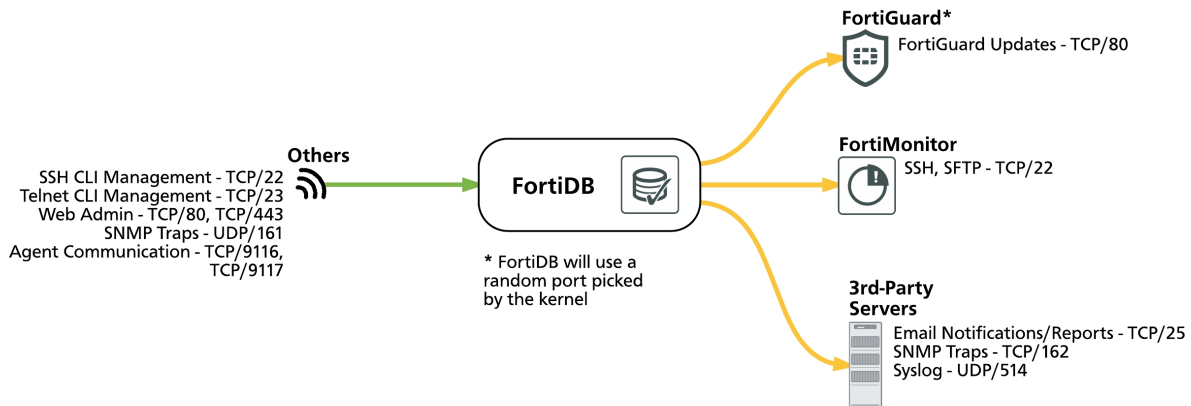 Others
SSH CLI Management - TCP/22
Telnet CLI Management - TCP/23
Web Admin - TCP/80, TCP/443
SNMP Traps - UDP/161
Agent Communication - TCP/9116,
TCP/9117
FortiDB
* FortiDB will use a
random port picked
by the kernel
FortiGuard*
FortiGuard Updates - TCP/80
FortiMonitor
SSH, SFTP - TCP/22
3rd-Party
Servers
Email Notifications/Reports - TCP/25
SNMP Traps - TCP/162
Syslog - UDP/514